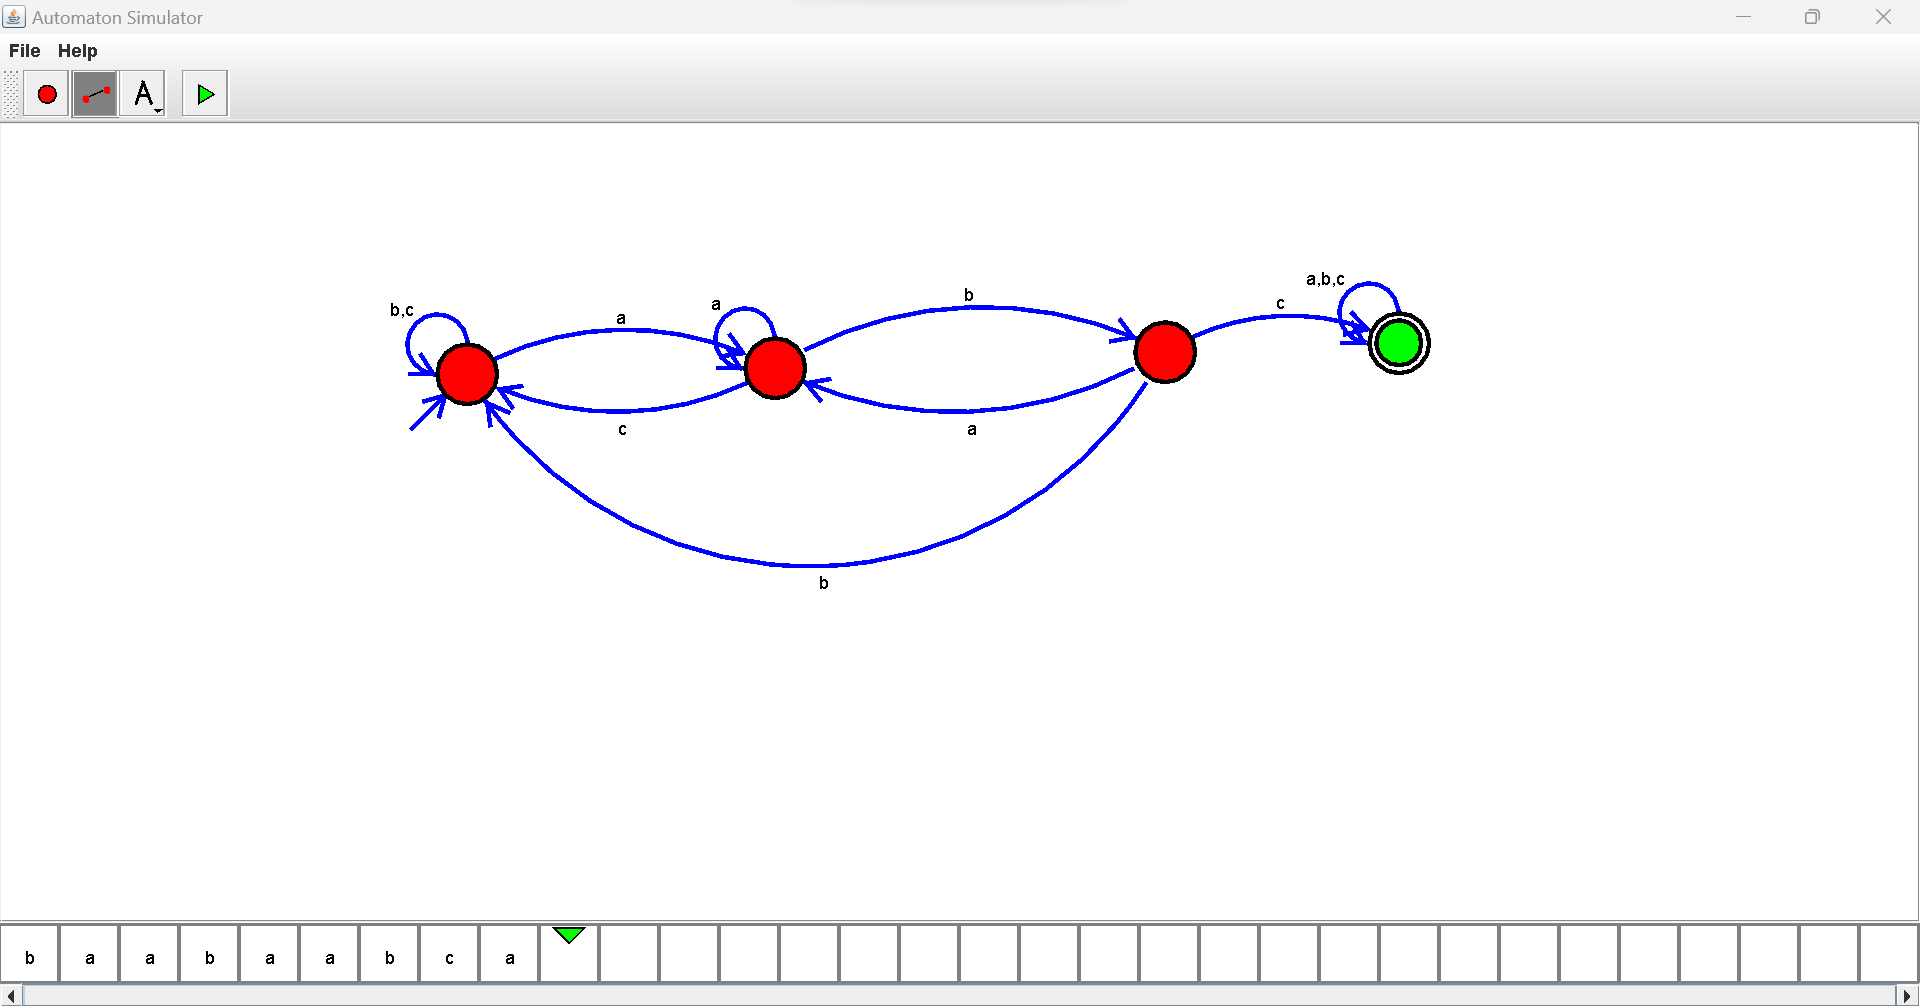 Automaton Simulator
File Help
A
a,b,c
b
c
a
b,c
a
c
a
b
b a a b a a b c a